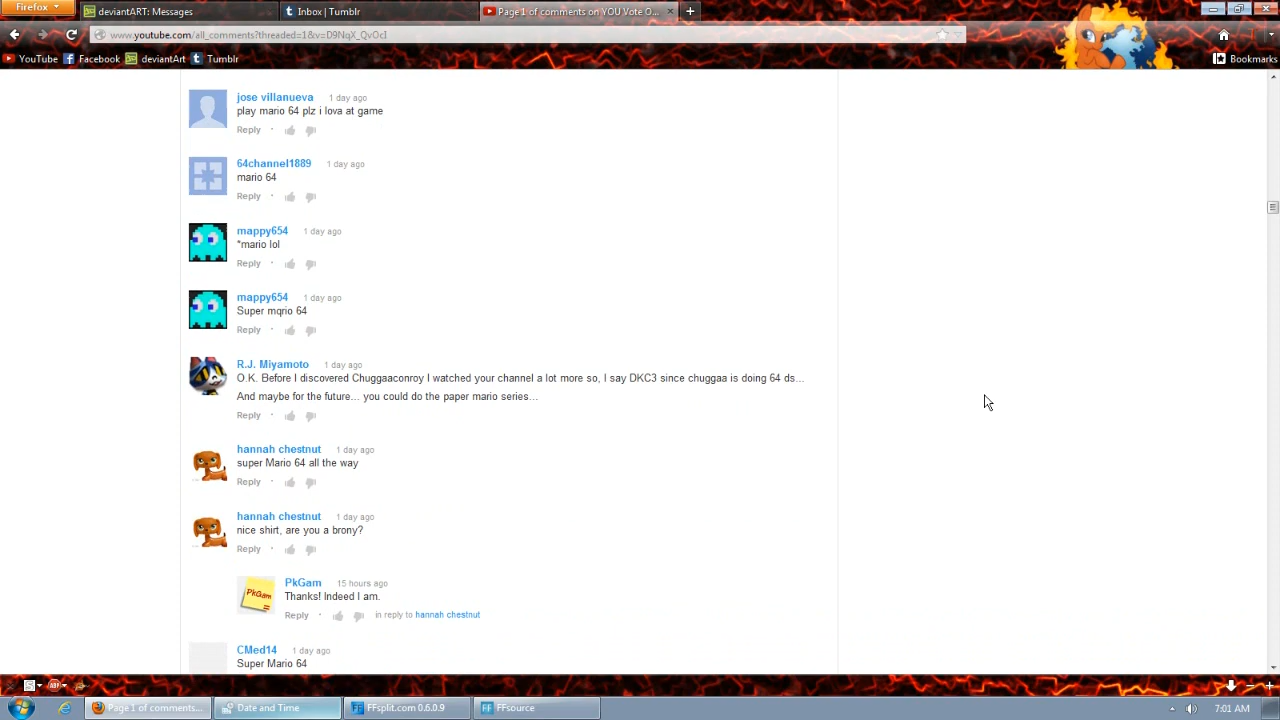 Firefox
deviantART: Messages
Inbox | Tumblr
Page 1 of comments on YOU Vote O...
www.youtube.com/all_comments?threaded=1&v=D9NqX_QvOcI
YouTube
Facebook
deviantArt
Tumblr
Bookmarks
jose villanueva 1 day ago
play mario 64 plz i lova at game
Reply
64channel1889 1 day ago
mario 64
Reply
mappy654 1 day ago
*mario lol
Reply
mappy654 1 day ago
Super mqrio 64
Reply
R.J. Miyamoto 1 day ago
O.K. Before I discovered Chuggaaconroy I watched your channel a lot more so, I say DKC3 since chuggaa is doing 64 ds...
And maybe for the future... you could do the paper mario series...
Reply
hannah chestnut 1 day ago
super Mario 64 all the way
Reply
hannah chestnut 1 day ago
nice shirt, are you a brony?
Reply
PkGam
PkGam 15 hours ago
Thanks! Indeed I am.
Reply in reply to hannah chestnut
CMed14 1 day ago
Super Mario 64
ABP
Page 1 of comments...
Date and Time
FFsplit.com 0.6.0.9
FFsource
7:01 AM